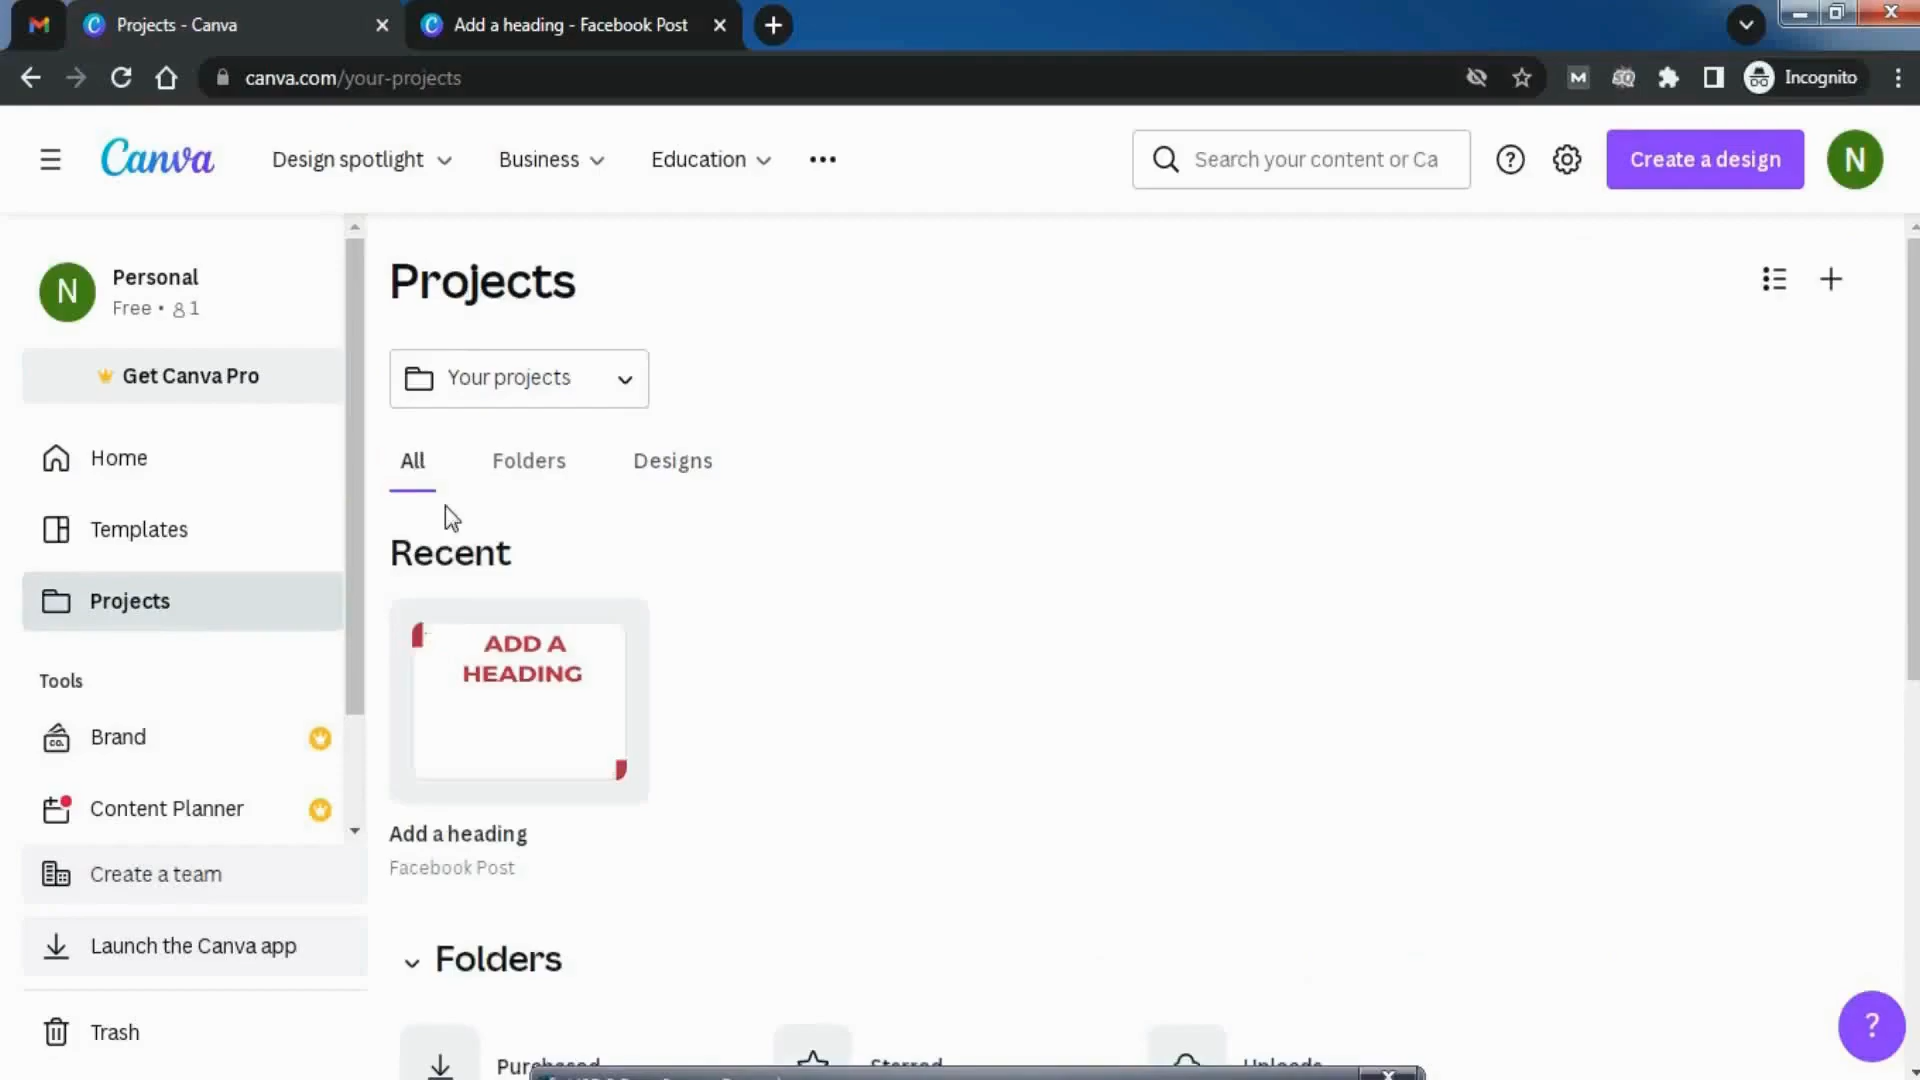 Projects - Canva
Add a heading - Facebook Post
canva.com/your-projects
Incognito
Canva
Design spotlight
Business
Education
Search your content or Ca
Create a design
N
N
Personal
Free • 1
Get Canva Pro
Home
Templates
Projects
Tools
Brand
Content Planner
Create a team
Launch the Canva app
Trash
Projects
Your projects
All
Folders
Designs
Recent
ADD A
HEADING
Add a heading
Facebook Post
Folders
Purchased
Starred
Uploads